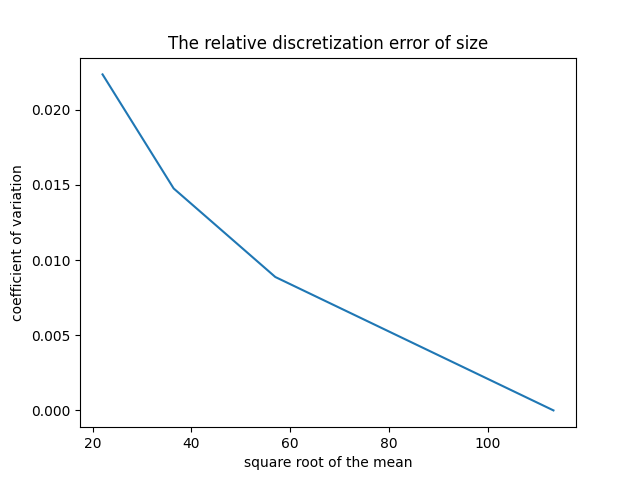 The relative discretization error of size
coefficient of variation
0.020
0.015
0.010
0.005
0.000
20 40 60 80 100
square root of the mean